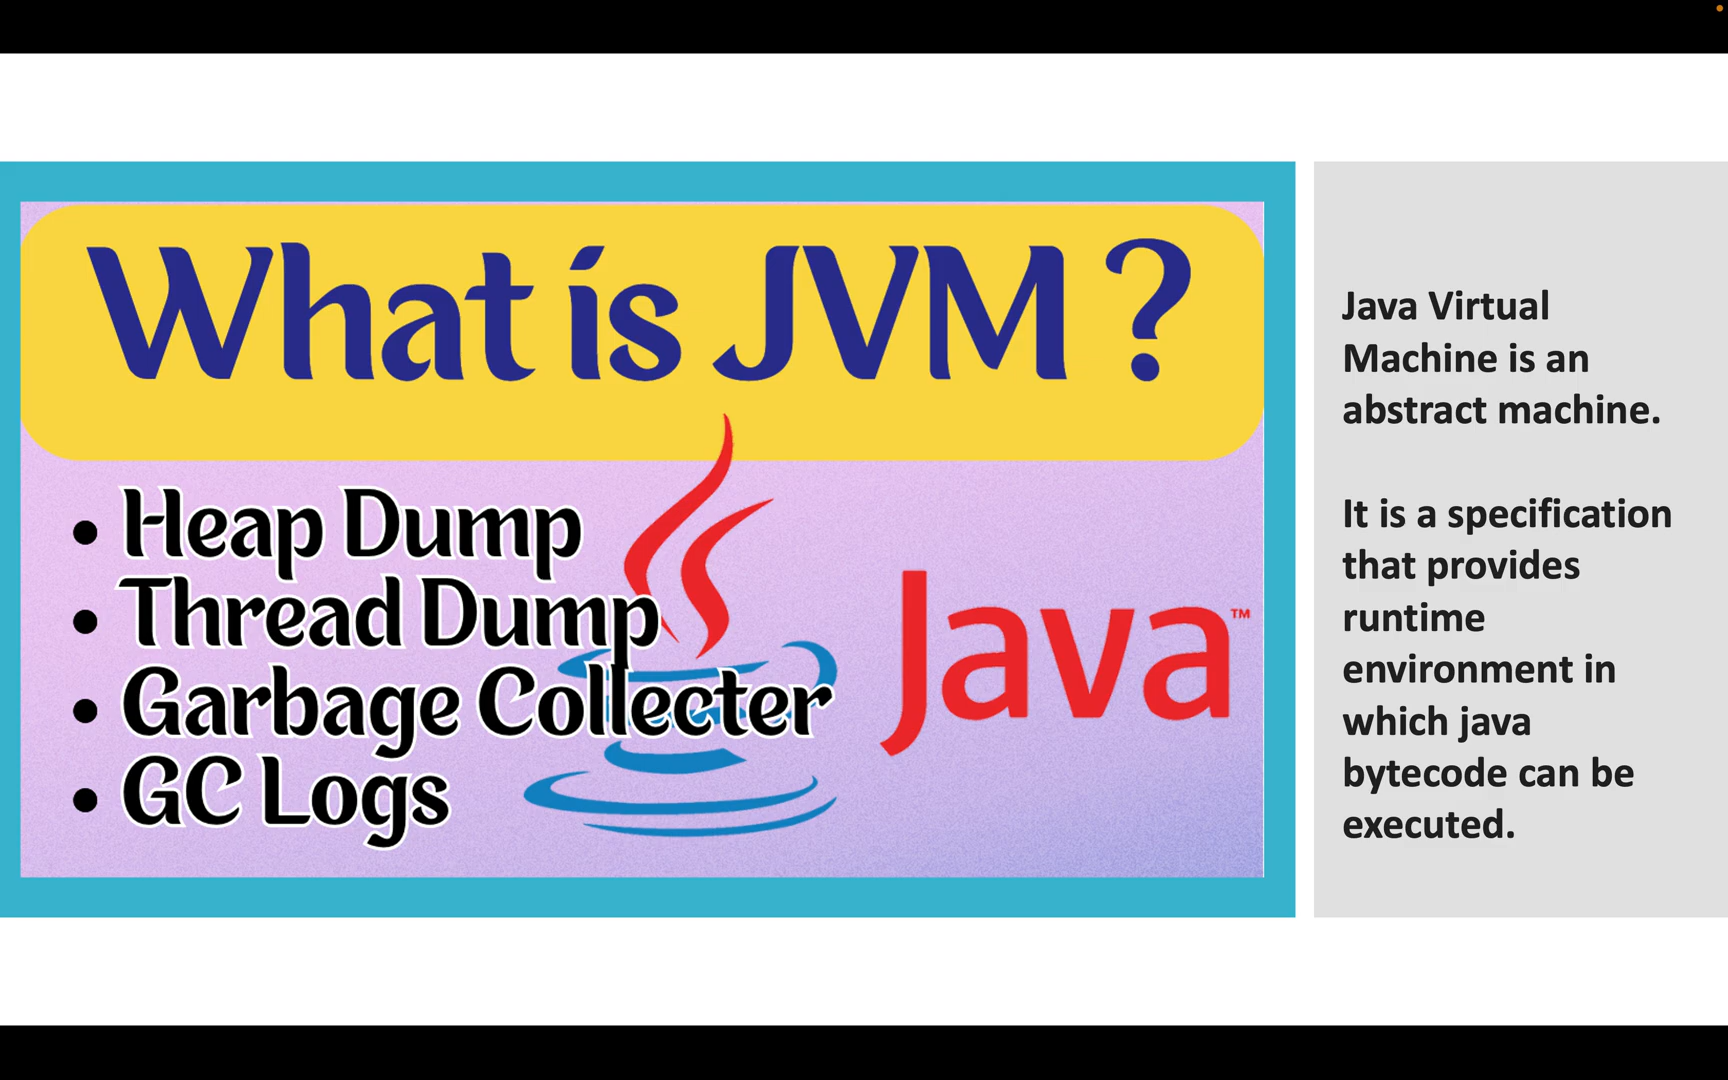 What is JVM ?
• Heap Dump
• Thread Dump
• Garbage Collecter
• GC Logs
Java™
Java Virtual
Machine is an
abstract machine.
It is a specification
that provides
runtime
environment in
which java
bytecode can be
executed.